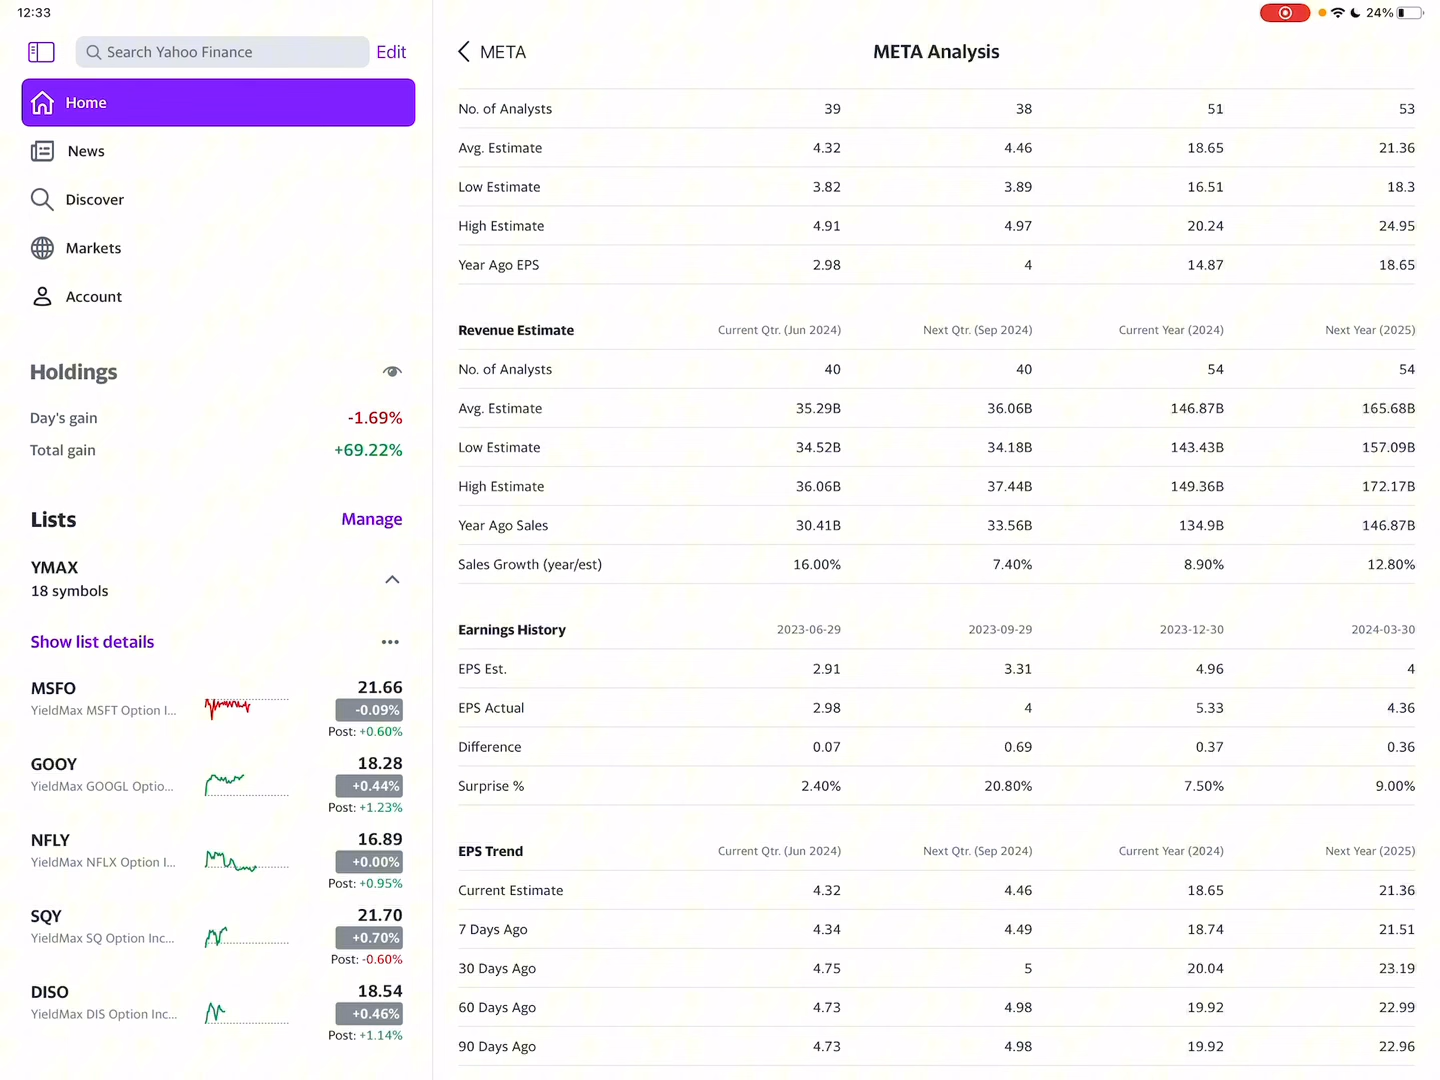 12:33
24%
Search Yahoo Finance
Edit
Home
News
Discover
Markets
Account
Holdings
Day's gain -1.69%
Total gain +69.22%
Lists Manage
YMAX
18 symbols
Show list details
MSFO 21.66
YieldMax MSFT Option I... -0.09%
Post: +0.60%
GOOY 18.28
YieldMax GOOGL Optio... +0.44%
Post: +1.23%
NFLY 16.89
YieldMax NFLX Option I... +0.00%
Post: +0.95%
SQY 21.70
YieldMax SQ Option Inc... +0.70%
Post: -0.60%
DISO 18.54
YieldMax DIS Option Inc... +0.46%
Post: +1.14%
META
META Analysis
No. of Analysts 39 38 51 53
Avg. Estimate 4.32 4.46 18.65 21.36
Low Estimate 3.82 3.89 16.51 18.3
High Estimate 4.91 4.97 20.24 24.95
Year Ago EPS 2.98 4 14.87 18.65
Revenue Estimate Current Qtr. (Jun 2024) Next Qtr. (Sep 2024) Current Year (2024) Next Year (2025)
No. of Analysts 40 40 54 54
Avg. Estimate 35.29B 36.06B 146.87B 165.68B
Low Estimate 34.52B 34.18B 143.43B 157.09B
High Estimate 36.06B 37.44B 149.36B 172.17B
Year Ago Sales 30.41B 33.56B 134.9B 146.87B
Sales Growth (year/est) 16.00% 7.40% 8.90% 12.80%
Earnings History 2023-06-29 2023-09-29 2023-12-30 2024-03-30
EPS Est. 2.91 3.31 4.96 4
EPS Actual 2.98 4 5.33 4.36
Difference 0.07 0.69 0.37 0.36
Surprise % 2.40% 20.80% 7.50% 9.00%
EPS Trend Current Qtr. (Jun 2024) Next Qtr. (Sep 2024) Current Year (2024) Next Year (2025)
Current Estimate 4.32 4.46 18.65 21.36
7 Days Ago 4.34 4.49 18.74 21.51
30 Days Ago 4.75 5 20.04 23.19
60 Days Ago 4.73 4.98 19.92 22.99
90 Days Ago 4.73 4.98 19.92 22.96